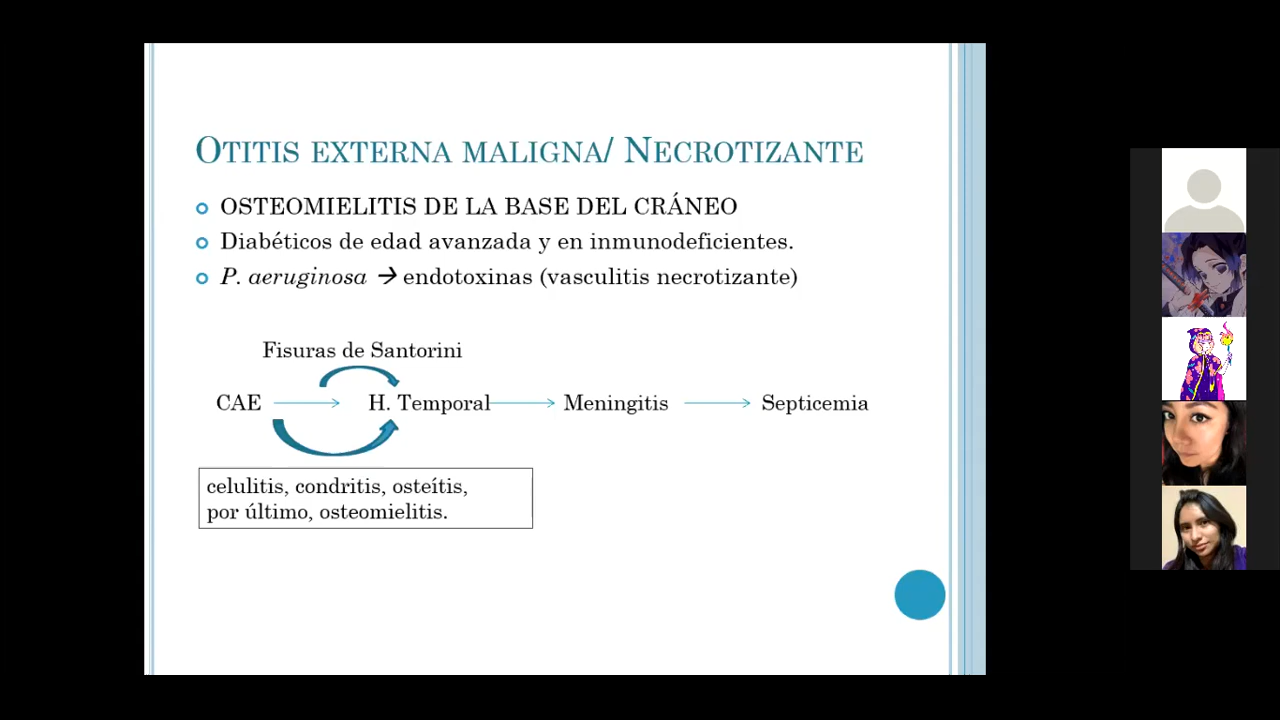 OTITIS EXTERNA MALIGNA/ NECROTIZANTE
OSTEOMIELITIS DE LA BASE DEL CRÁNEO
Diabéticos de edad avanzada y en inmunodeficientes.
P. aeruginosa → endotoxinas (vasculitis necrotizante)
Fisuras de Santorini
CAE → H. Temporal → Meningitis → Septicemia
celulitis, condritis, osteítis,
por último, osteomielitis.